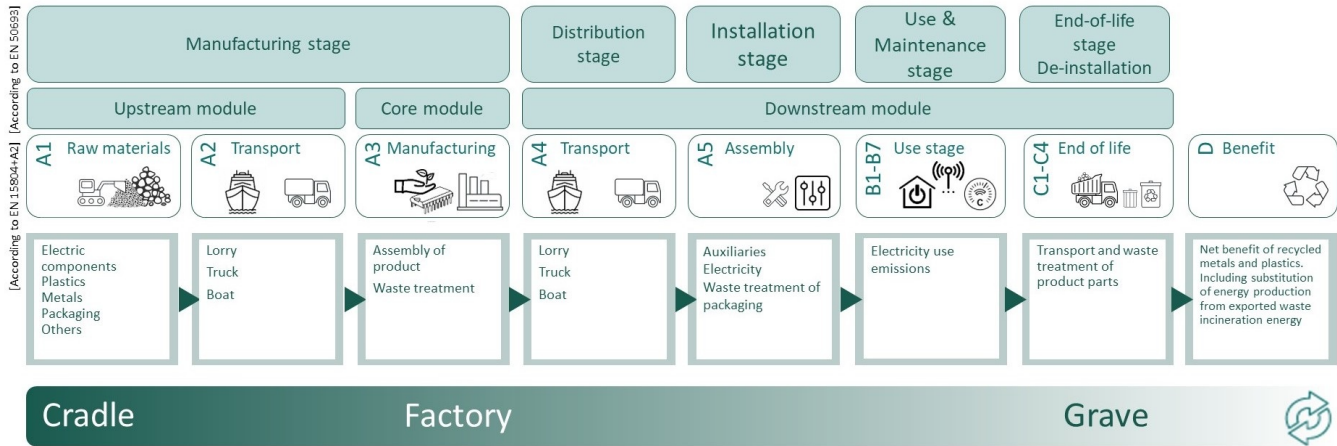 [According to EN 50693]
Manufacturing stage
Distribution
stage
Installation
stage
Use &
Maintenance
stage
End-of-life
stage
De-installation
Upstream module
Core module
Downstream module
[According to EN 15804+A2]
A1 Raw materials
A2 Transport
A3 Manufacturing
A4 Transport
A5 Assembly
B1-B7 Use stage
C
C1-C4 End of life
D Benefit
Electric
components
Plastics
Metals
Packaging
Others
Lorry
Truck
Boat
Assembly of
product
Waste treatment
Lorry
Truck
Boat
Auxiliaries
Electricity
Waste treatment of
packaging
Electricity use
emissions
Transport and waste
treatment of
product parts
Net benefit of recycled
metals and plastics.
Including substitution
of energy production
from exported waste
incineration energy
Cradle
Factory
Grave